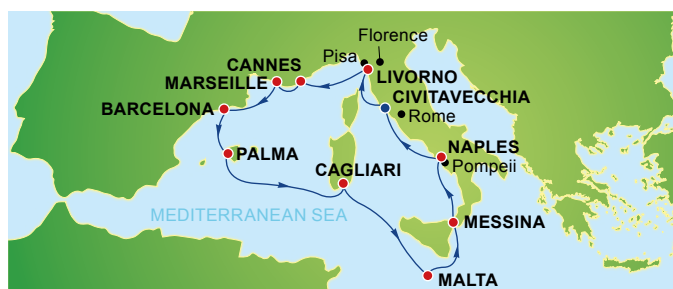 Florence
Pisa
CANNES
MARSEILLE
LIVORNO
CIVITAVECCHIA
BARCELONA
Rome
NAPLES
PALMA
Pompeii
CAGLIARI
MEDITERRANEAN SEA
MESSINA
MALTA